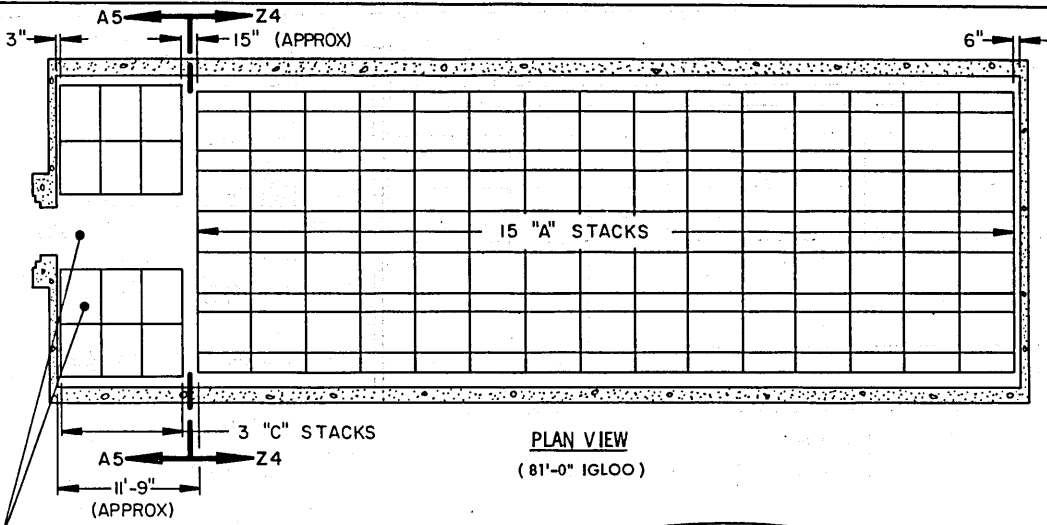 A5 Z4
3" 15" (APPROX) 6"
15 "A" STACKS
3 "C" STACKS
A5 Z4
11'-9"
(APPROX)
PLAN VIEW
(81'-0" IGLOO)